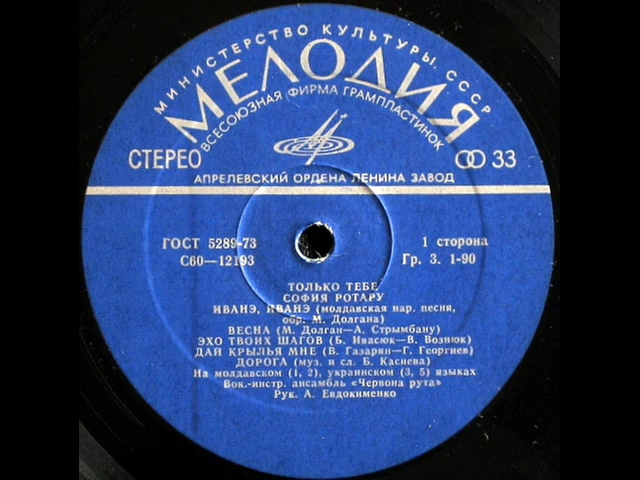 МИНИСТЕРСТВО КУЛЬТУРЫ. СССР
МЕЛОДИЯ
ВСЕСОЮЗНАЯ ФИРМА ГРАМПЛАСТИНОК
СТЕРЕО 33
АПРЕЛЕВСКИЙ ОРДЕНА ЛЕНИНА ЗАВОД
ГОСТ 5289-73 1 сторона
С60—12193 Гр. 3. 1-90
ТОЛЬКО ТЕБЕ
СОФИЯ РОТАРУ
ИВАНЭ, ИВАНЭ (молдавская нар. песня,
обр. М. Долгана)
ВЕСНА (М. Долган—А. Стрымбану)
ЭХО ТВОИХ ШАГОВ (Б. Ивасюк—В. Вознюк)
ДАЙ КРЫЛЬЯ МНЕ (В. Газарян—Г. Георгиев)
ДОРОГА (муз. и сл. Б. Каснева)
На молдавском (1, 2), украинском (3, 5) языках
Вок.-инстр. ансамбль «Червона рута»
Рук. А. Евдокименко